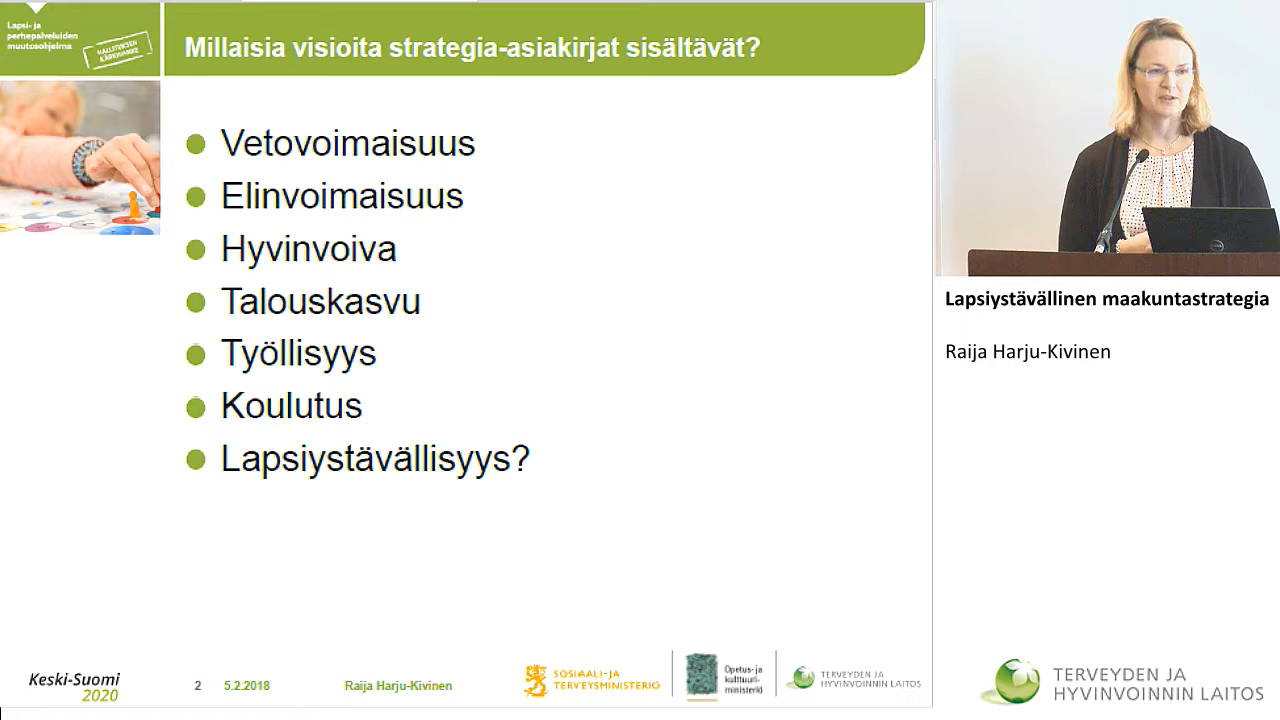 Lapsi- ja
perhepalveluiden
muutosohjelma
HALLITUKSEN
KÄRKIHANKE
Millaisia visioita strategia-asiakirjat sisältävät?
Vetovoimaisuus
Elinvoimaisuus
Hyvinvoiva
Talouskasvu
Työllisyys
Koulutus
Lapsiystävällisyys?
Lapsiystävällinen maakuntastrategia
Raija Harju-Kivinen
Keski-Suomi
2020
2 5.2.2018 Raija Harju-Kivinen
SOSIAALI- JA
TERVEYSMINISTERIÖ
Opetus- ja
kulttuuri-
ministeriö
TERVEYDEN JA
HYVINVOINNIN LAITOS
TERVEYDEN JA
HYVINVOINNIN LAITOS